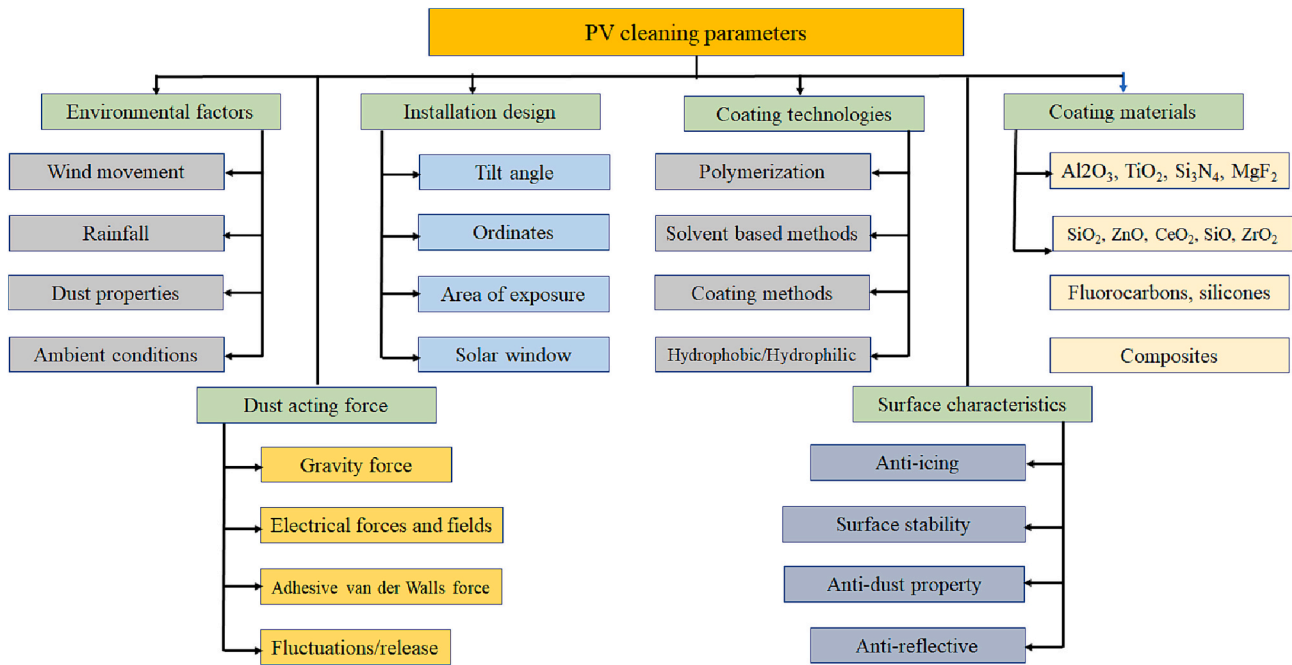 PV cleaning parameters
Environmental factors
Wind movement
Rainfall
Dust properties
Ambient conditions
Installation design
Tilt angle
Ordinates
Area of exposure
Solar window
Coating technologies
Polymerization
Solvent based methods
Coating methods
Hydrophobic/Hydrophilic
Coating materials
Al2O₃, TiO₂, Si₃N₄, MgF₂
SiO₂, ZnO, CeO₂, SiO, ZrO₂
Fluorocarbons, silicones
Composites
Dust acting force
Gravity force
Electrical forces and fields
Adhesive van der Walls force
Fluctuations/release
Surface characteristics
Anti-icing
Surface stability
Anti-dust property
Anti-reflective